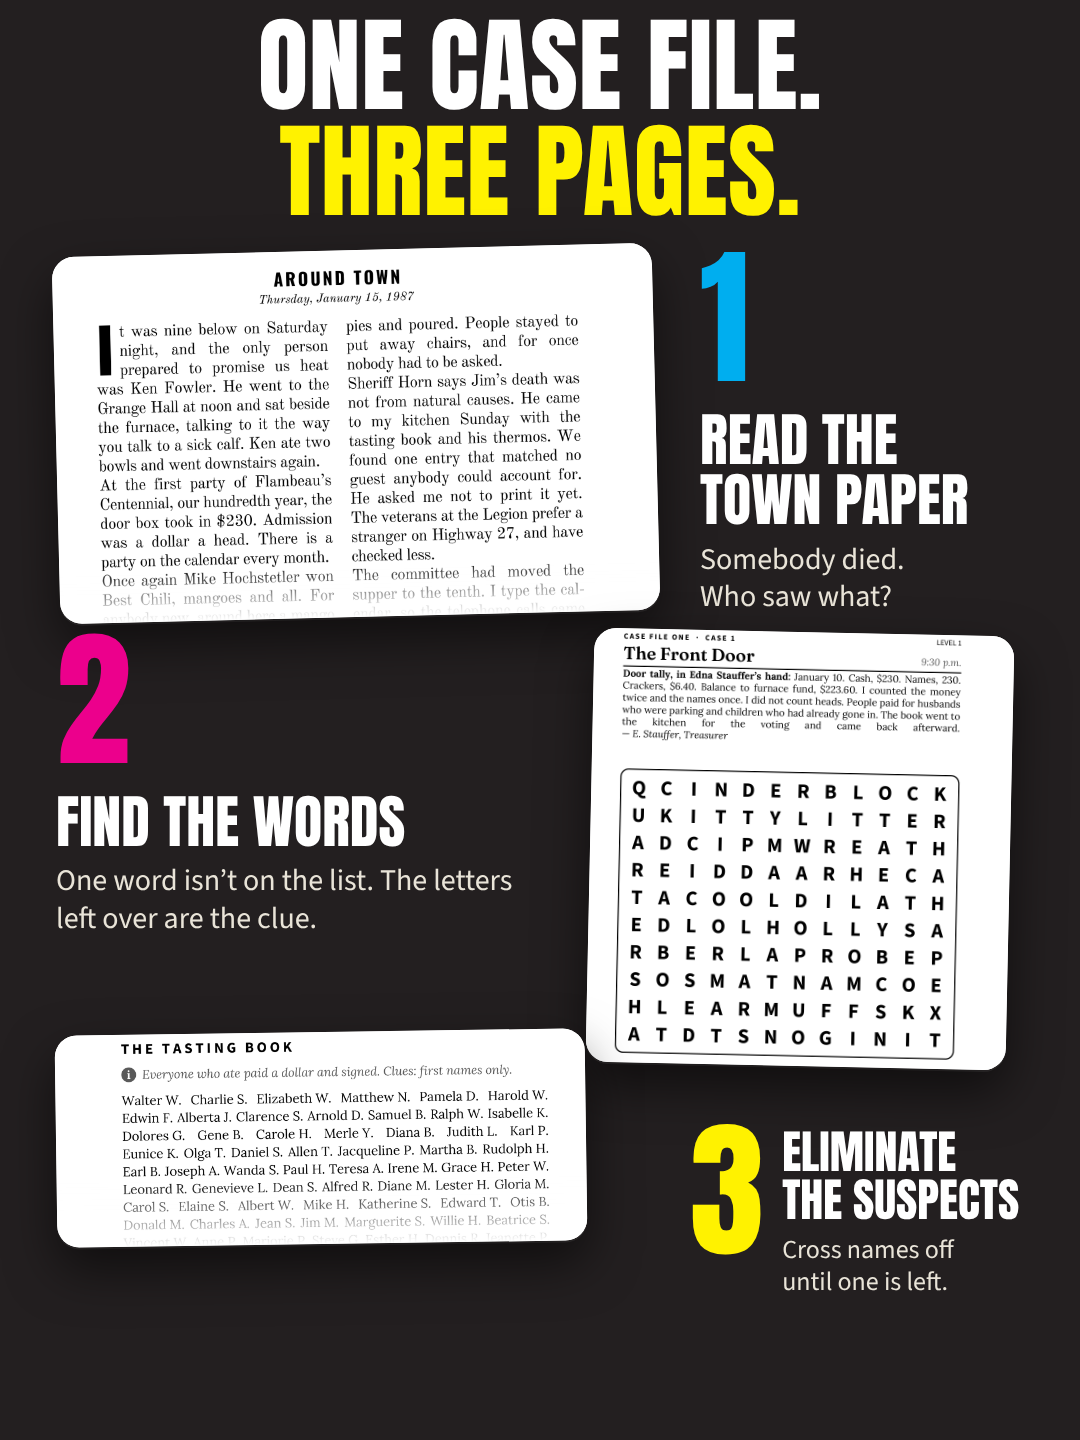 ONE CASE FILE.
THREE PAGES.
AROUND TOWN
Thursday, January 15, 1987
It was nine below on Saturday
night, and the only person
prepared to promise us heat
was Ken Fowler. He went to the
Grange Hall at noon and sat beside
the furnace, talking to it the way
you talk to a sick calf. Ken ate two
bowls and went downstairs again.
At the first party of Flambeau's
Centennial, our hundredth year, the
door box took in $230. Admission
was a dollar a head. There is a
party on the calendar every month.
Once again Mike Hochstetler won
Best Chili, mangoes and all. For
anybody new, around here a mango
pies and poured. People stayed to
put away chairs, and for once
nobody had to be asked.
Sheriff Horn says Jim's death was
not from natural causes. He came
to my kitchen Sunday with the
tasting book and his thermos. We
found one entry that matched no
guest anybody could account for.
He asked me not to print it yet.
The veterans at the Legion prefer a
stranger on Highway 27, and have
checked less.
The committee had moved the
supper to the tenth. I type the cal-
endar, so the telephone calls came
1
READ THE
TOWN PAPER
Somebody died.
Who saw what?
2
FIND THE WORDS
One word isn't on the list. The letters
left over are the clue.
CASE FILE ONE · CASE 1
LEVEL 1
The Front Door
9:30 p.m.
Door tally, in Edna Stauffer's hand: January 10. Cash, $230. Names, 230.
Crackers, $6.40. Balance to furnace fund, $223.60. I counted the money
twice and the names once. I did not count heads. People paid for husbands
who were parking and children who had already gone in. The book went to
the kitchen for the voting and came back afterward.
— E. Stauffer, Treasurer
Q C I N D E R B L O C K
U K I T T Y L I T T E R
A D C I P M W R E A T H
R E I D D A A R H E C A
T A C O O L D I L A T H
E D L O L H O L L Y S A
R B E R L A P R O B E P
S O S M A T N A M C O E
H L E A R M U F F S K X
A T D T S N O G I N I T
THE TASTING BOOK
Everyone who ate paid a dollar and signed. Clues: first names only.
Walter W. Charlie S. Elizabeth W. Matthew N. Pamela D. Harold W.
Edwin F. Alberta J. Clarence S. Arnold D. Samuel B. Ralph W. Isabelle K.
Dolores G. Gene B. Carole H. Merle Y. Diana B. Judith L. Karl P.
Eunice K. Olga T. Daniel S. Allen T. Jacqueline P. Martha B. Rudolph H.
Earl B. Joseph A. Wanda S. Paul H. Teresa A. Irene M. Grace H. Peter W.
Leonard R. Genevieve L. Dean S. Alfred R. Diane M. Lester H. Gloria M.
Carol S. Elaine S. Albert W. Mike H. Katherine S. Edward T. Otis B.
Donald M. Charles A. Jean S. Jim M. Marguerite S. Willie H. Beatrice S.
Vincent W. Anne R. Marjorie P. Steve G. Esther H. Dennis R.
3
ELIMINATE
THE SUSPECTS
Cross names off
until one is left.